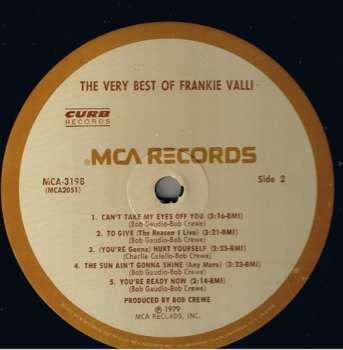 THE VERY BEST OF FRANKIE VALLI
CURB
RECORDS
MCA RECORDS
MCA-3198
(MCA2051)
Side 2
1. CAN'T TAKE MY EYES OFF YOU (3:16-BMI)
(Bob Gaudio-Bob Crewe)
2. TO GIVE (The Reason I Live) (3:21-BMI)
(Bob Gaudio-Bob Crewe)
3. (YOU'RE Gonna) HURT YOURSELF (2:25-BMI)
(Charlie Calello-Bob Crewe)
4. THE SUN AIN'T GONNA SHINE (Any More) (3:23-BMI)
(Bob Gaudio-Bob Crewe)
5. YOU'RE READY NOW (2:14-BMI)
(Bob Gaudio-Bob Crewe)
PRODUCED BY BOB CREWE
℗ 1979
MCA RECORDS, INC.